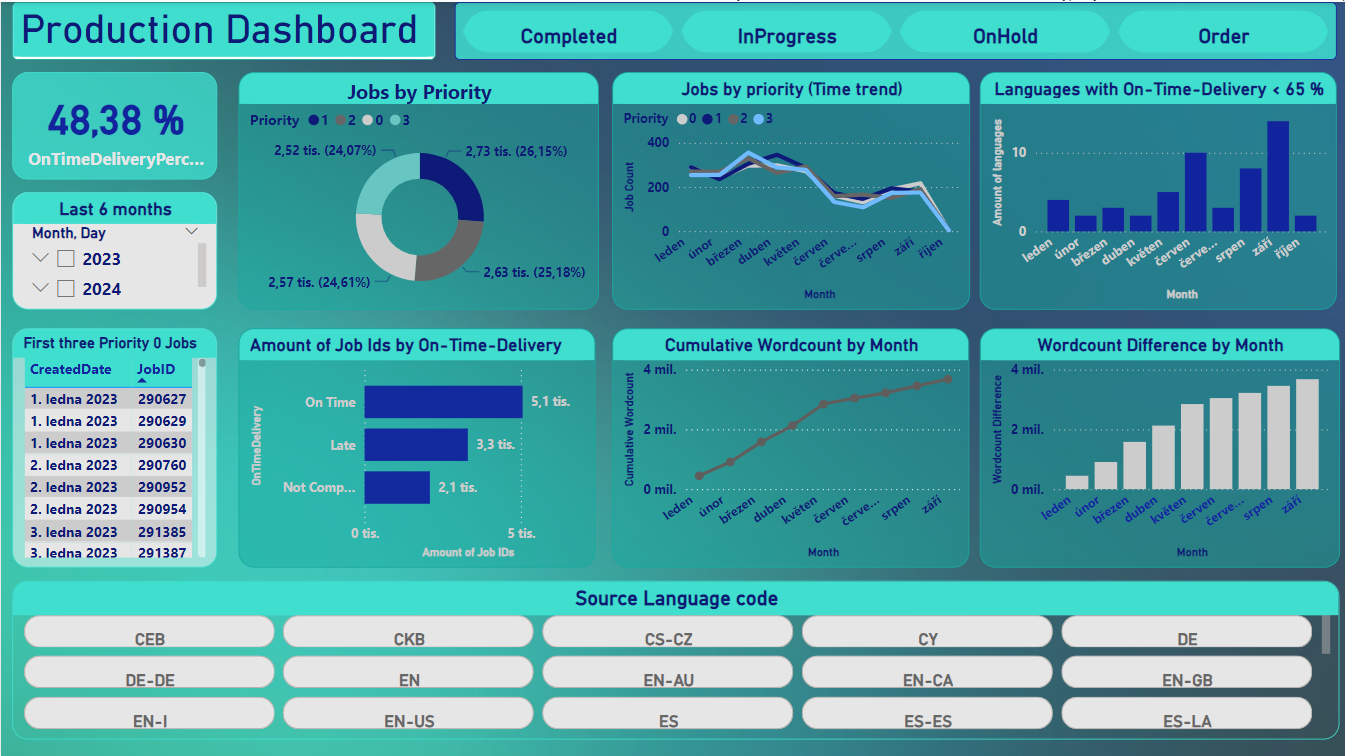 Production Dashboard
Completed
InProgress
OnHold
Order
48,38 %
OnTimeDeliveryPerc...
Last 6 months
Month, Day
2023
2024
Jobs by Priority
Priority 1 2 0 3
2,52 tis. (24,07%)
2,73 tis. (26,15%)
2,57 tis. (24,61%)
2,63 tis. (25,18%)
Jobs by priority (Time trend)
Priority 0 1 2 3
Job Count
400
200
0
leden
únor
březen
duben
květen
červen
červe...
srpen
září
říjen
Month
Languages with On-Time-Delivery < 65 %
Amount of languages
10
0
leden
únor
březen
duben
květen
červen
červe...
srpen
září
říjen
Month
First three Priority 0 Jobs
CreatedDate JobID
1. ledna 2023 290627
1. ledna 2023 290629
1. ledna 2023 290630
2. ledna 2023 290760
2. ledna 2023 290952
2. ledna 2023 290954
3. ledna 2023 291385
3. ledna 2023 291387
Amount of Job Ids by On-Time-Delivery
OnTimeDelivery
On Time 5,1 tis.
Late 3,3 tis.
Not Comp... 2,1 tis.
0 tis. 5 tis.
Amount of Job IDs
Cumulative Wordcount by Month
Cumulative Wordcount
4 mil.
2 mil.
0 mil.
leden
únor
březen
duben
květen
červen
červe...
srpen
září
Month
Wordcount Difference by Month
Wordcount Difference
4 mil.
2 mil.
0 mil.
leden
únor
březen
duben
květen
červen
červe...
srpen
září
Month
Source Language code
CEB CKB CS-CZ CY DE
DE-DE EN EN-AU EN-CA EN-GB
EN-I EN-US ES ES-ES ES-LA